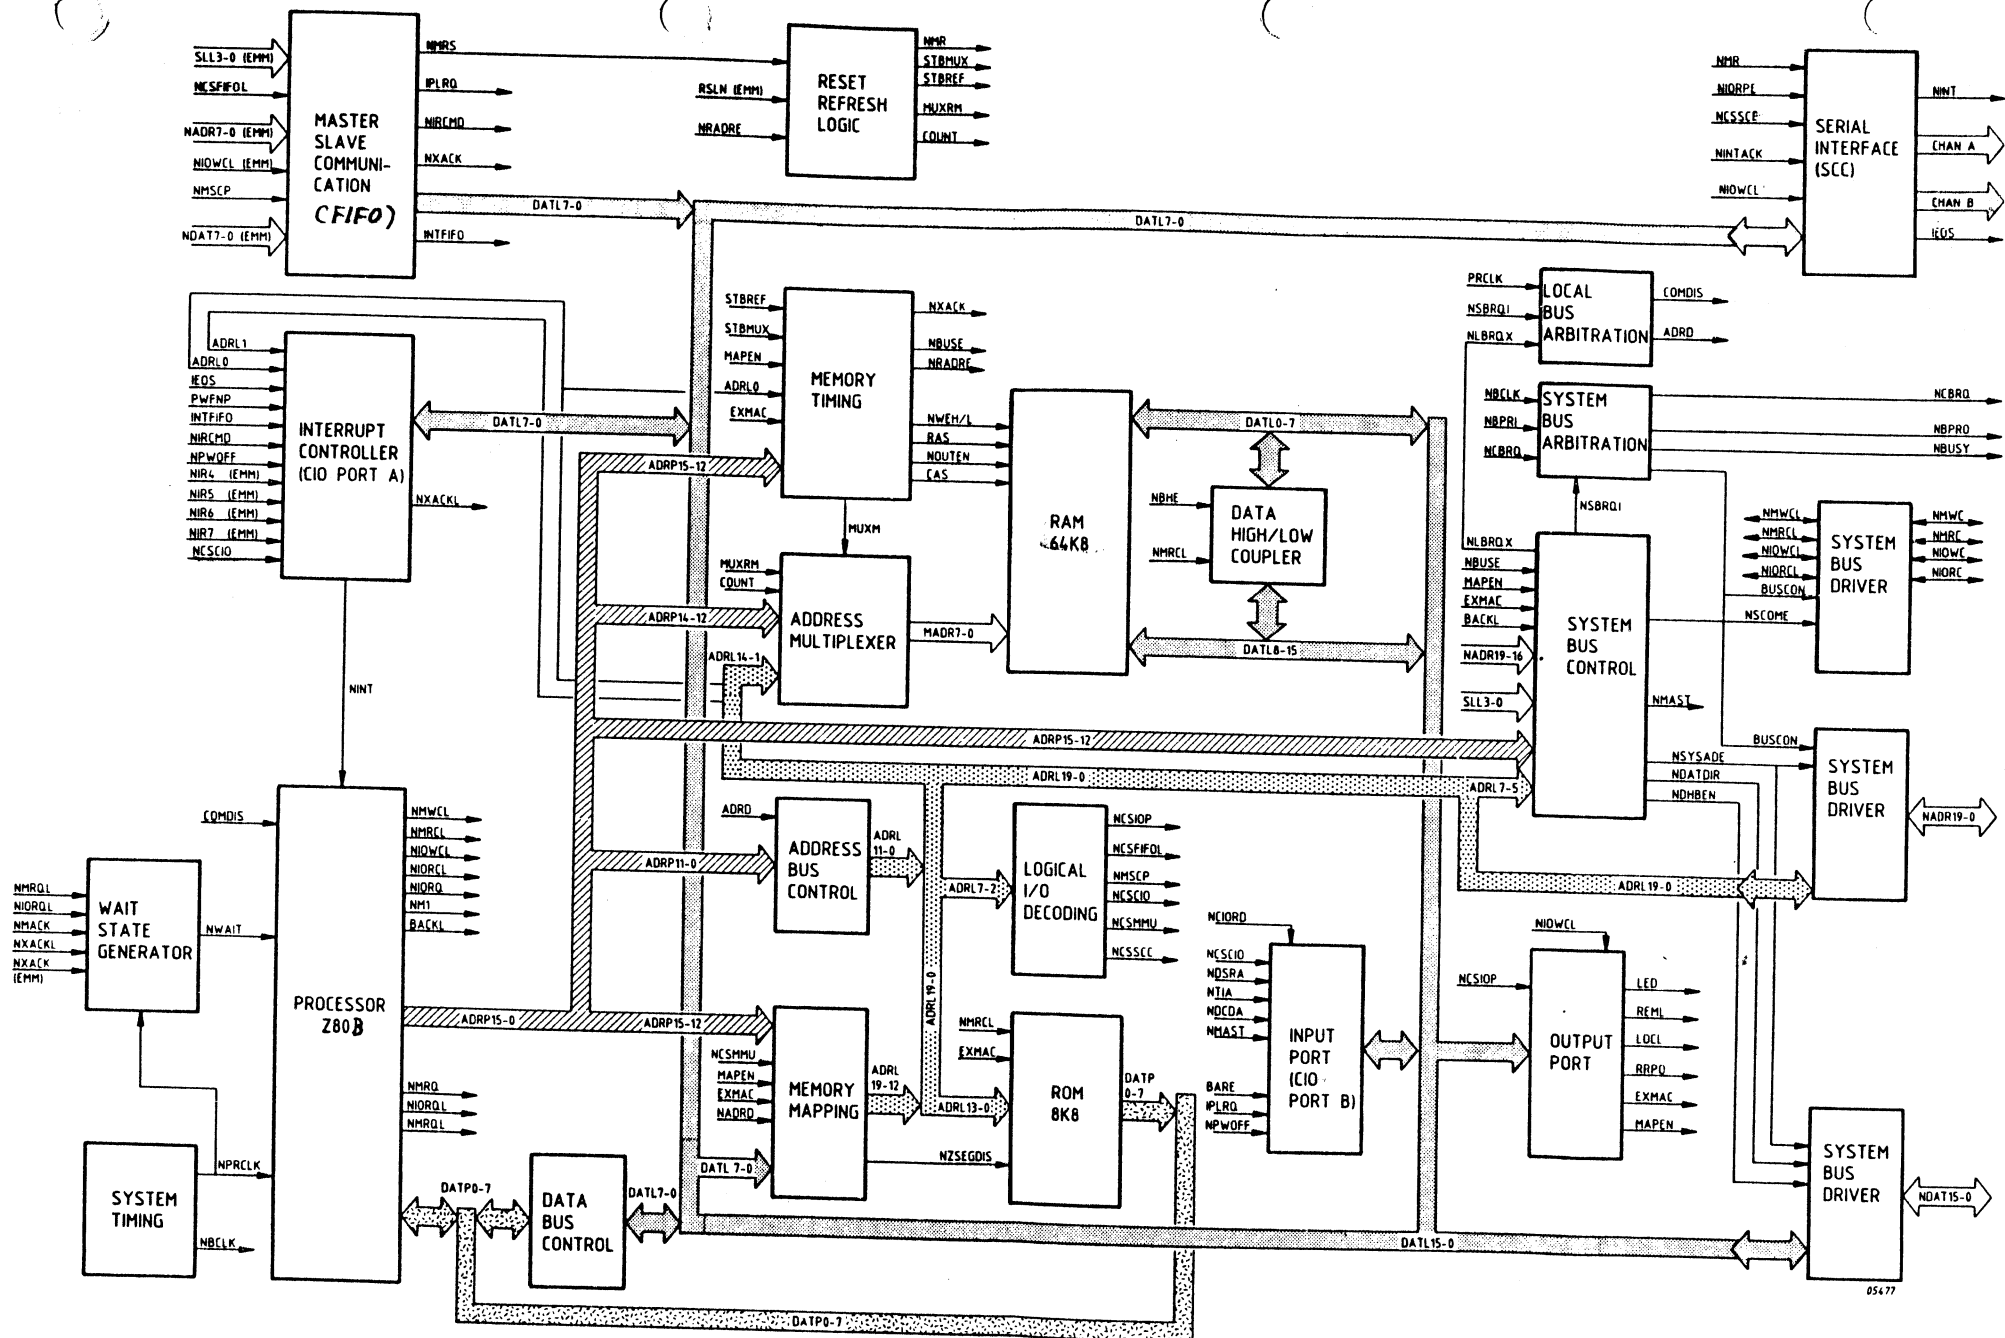 SLL3-0 (EMM)
NCSFIFOL
NADR7-0 (EMM)
NIOWCL (EMM)
NMSCP
NDAT7-0 (EMM)
MASTER
SLAVE
COMMUNI-
CATION
(FIFO)
NMRS
IPLRQ
NIRCMD
NXACK
DATL7-0
INTFIFO
RSLN (EMM)
NRADRE
RESET
REFRESH
LOGIC
NMR
STBMUX
STBREF
MUXRM
COUNT
DATL7-0
NMR
NIORPE
NCSSCE
NINTACK
NIOWCL
SERIAL
INTERFACE
(SCC)
NINT
CHAN A
CHAN B
IEOS
ADRL1
ADRL0
IEOS
PWFNP
INTFIFO
NIRCMD
NPWOFF
NIR4 (EMM)
NIR5 (EMM)
NIR6 (EMM)
NIR7 (EMM)
NCSCIO
INTERRUPT
CONTROLLER
(CIO PORT A)
DATL7-0
NXACKL
NINT
STBREF
STBMUX
MAPEN
ADRL0
EXMAC
ADRP15-12
MEMORY
TIMING
NXACK
NBUSE
NRADRE
NWEH/L
RAS
NOUTEN
CAS
MUXM
MUXRM
COUNT
ADRP14-12
ADRL14-1
ADDRESS
MULTIPLEXER
MADR7-0
RAM
64K8
DATL0-7
NBHE
NMRCL
DATA
HIGH/LOW
COUPLER
DATL8-15
PRCLK
NSBRQI
NLBRQX
LOCAL
BUS
ARBITRATION
COMDIS
ADRD
NBCLK
NBPRI
NCBRQ
SYSTEM
BUS
ARBITRATION
NCBRQ
NBPRO
NBUSY
NSBRQI
NLBRQX
NBUSE
MAPEN
EXMAC
BACKL
NADR19-16
SLL3-0
SYSTEM
BUS
CONTROL
NMAST
NSYSADE
NDATDIR
NDHBEN
NMWCL
NMRCL
NIOWCL
NIORCL
BUSCON
NSCOME
SYSTEM
BUS
DRIVER
NMWC
NMRC
NIOWC
NIORC
ADRP15-12
ADRL19-0
ADRL7-5
BUSCON
SYSTEM
BUS
DRIVER
NADR19-0
ADRL19-0
COMDIS
NMRQL
NIORQL
NMACK
NXACKL
NXACK
(EMM)
WAIT
STATE
GENERATOR
NWAIT
PROCESSOR
Z80B
NMWCL
NMRCL
NIOWCL
NIORCL
NIORQ
NM1
BACKL
ADRP15-0
NMRQ
NIORQL
NMRQL
SYSTEM
TIMING
NPRCLK
NBCLK
ADRD
ADRP11-0
ADDRESS
BUS
CONTROL
ADRL
11-0
ADRL7-2
ADRL19-0
LOGICAL
I/O
DECODING
NCSIOP
NCSFIFOL
NMSCP
NCSCIO
NCSMMU
NCSSCC
ADRP15-12
NCSMMU
MAPEN
EXMAC
NADRD
DATL 7-0
MEMORY
MAPPING
ADRL
19-12
ADRL13-0
NZSEGDIS
NMRCL
EXMAC
ROM
8K8
DATP
0-7
NCIORD
NCSCIO
NDSRA
NTIA
NDCDA
NMAST
BARE
IPLRQ
NPWOFF
INPUT
PORT
(CIO
PORT B)
NIOWCL
NCSIOP
OUTPUT
PORT
LED
REML
LOCL
RRPQ
EXMAC
MAPEN
DATP0-7
DATA
BUS
CONTROL
DATL7-0
DATL15-0
DATP0-7
SYSTEM
BUS
DRIVER
NDAT15-0
05477